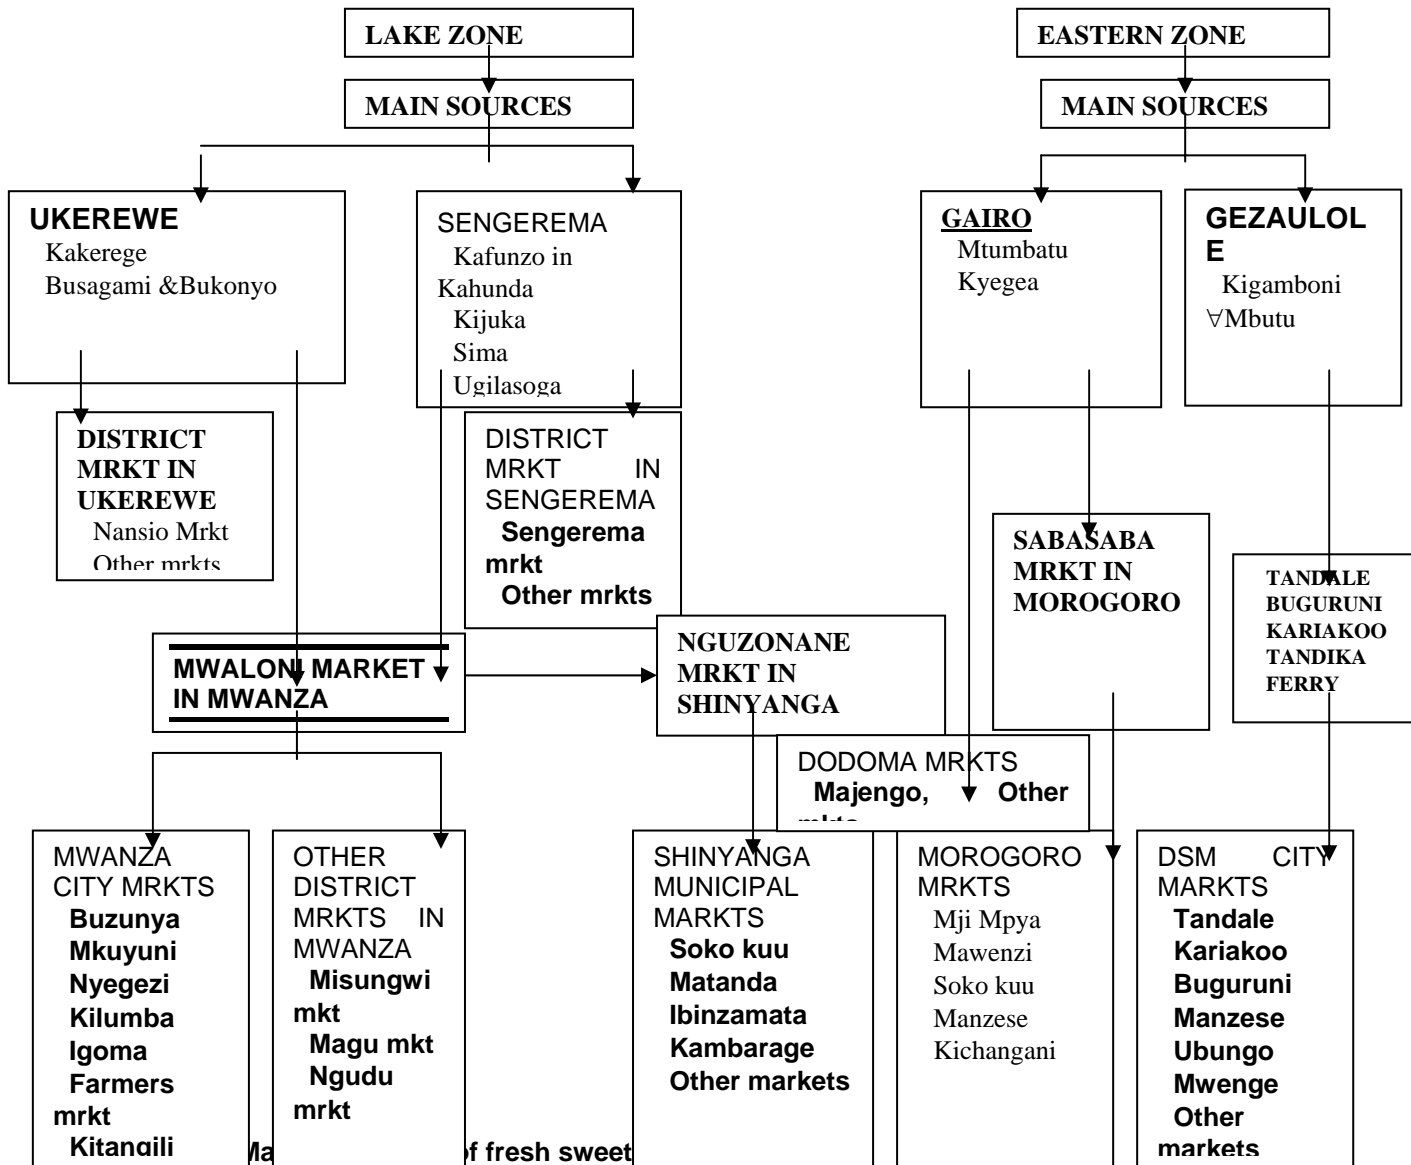 LAKE ZONE
EASTERN ZONE
MAIN SOURCES
MAIN SOURCES
UKEREWE
Kakerege
Busagami &Bukonyo
SENGEREMA
Kafunzo in
Kahunda
Kijuka
Sima
Ugilasoga
GAIRO
Mtumbatu
Kyegea
GEZAULOL
E
Kigamboni
∀Mbutu
DISTRICT
MRKT IN
UKEREWE
Nansio Mrkt
Other mrkts
DISTRICT
MRKT IN
SENGEREMA
Sengerema
mrkt
Other mrkts
SABASABA
MRKT IN
MOROGORO
TANDALE
BUGURUNI
KARIAKOO
TANDIKA
FERRY
MWALONI MARKET
IN MWANZA
NGUZONANE
MRKT IN
SHINYANGA
DODOMA MRKTS
Majengo, Other
MWANZA
CITY MRKTS
Buzunya
Mkuyuni
Nyegezi
Kilumba
Igoma
Farmers
mrkt
Kitangili
OTHER
DISTRICT
MRKTS IN
MWANZA
Misungwi
mkt
Magu mkt
Ngudu
mrkt
SHINYANGA
MUNICIPAL
MARKTS
Soko kuu
Matanda
Ibinzamata
Kambarage
Other markets
MOROGORO
MRKTS
Mji Mpya
Mawenzi
Soko kuu
Manzese
Kichangani
DSM CITY
MARKTS
Tandale
Kariakoo
Buguruni
Manzese
Ubungo
Mwenge
Other
markets
of fresh sweet